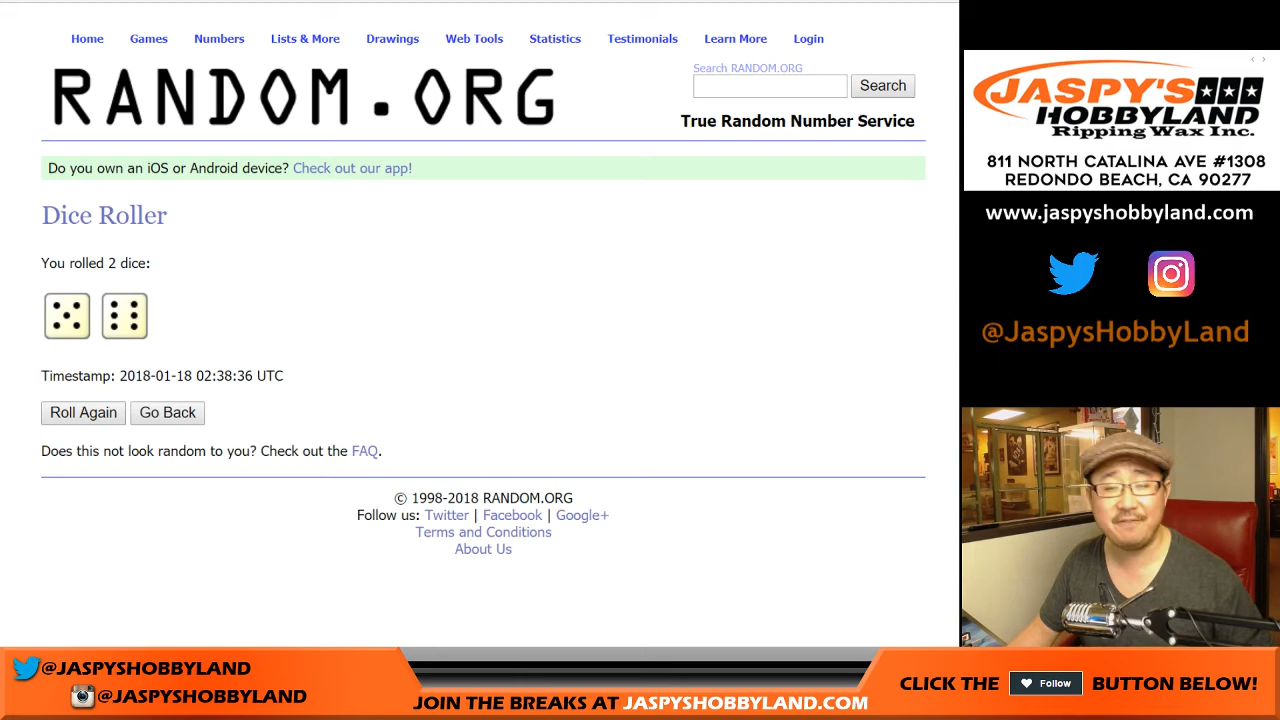 Home Games Numbers Lists & More Drawings Web Tools Statistics Testimonials Learn More Login
RANDOM.ORG
Search RANDOM.ORG
Search
True Random Number Service
Do you own an iOS or Android device? Check out our app!
Dice Roller
You rolled 2 dice:
Timestamp: 2018-01-18 02:38:36 UTC
Roll Again Go Back
Does this not look random to you? Check out the FAQ.
© 1998-2018 RANDOM.ORG
Follow us: Twitter | Facebook | Google+
Terms and Conditions
About Us
JASPY'S
HOBBYLAND
Ripping Wax Inc.
811 NORTH CATALINA AVE #1308
REDONDO BEACH, CA 90277
www.jaspyshobbyland.com
@JaspysHobbyLand
@JASPYSHOBBYLAND
@JASPYSHOBBYLAND
JOIN THE BREAKS AT JASPYSHOBBYLAND.COM
CLICK THE Follow BUTTON BELOW!